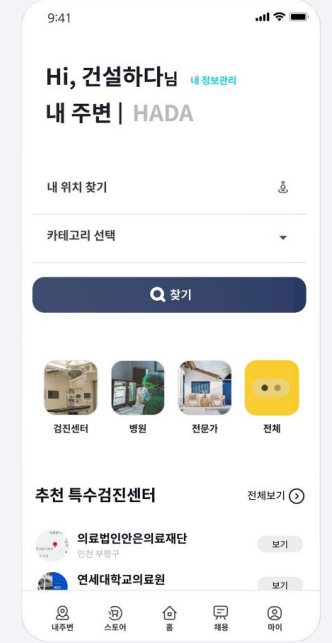 9:41
Hi, 건설하다님 내 정보관리
내 주변 | HADA
내 위치 찾기
카테고리 선택
찾기
검진센터 병원 전문가 전체
추천 특수검진센터 전체보기
의료법인안은의료재단 보기
인천 부평구
연세대학교의료원 보기
내주변 스토어 홈 채용 마이